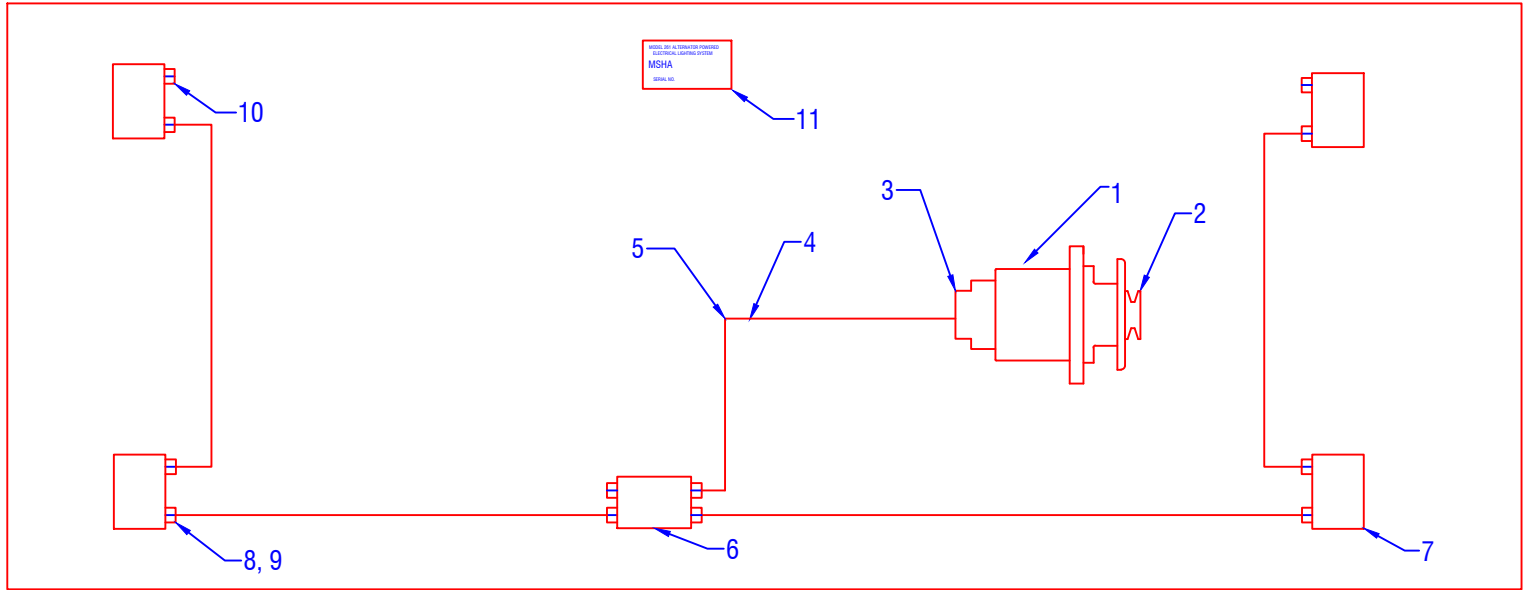 MODEL 201 ALTERNATOR POWERED
ELECTRICAL LIGHTING SYSTEM
MSHA
SERIAL NO.
10
11
3
1
2
5
4
6
7
8, 9